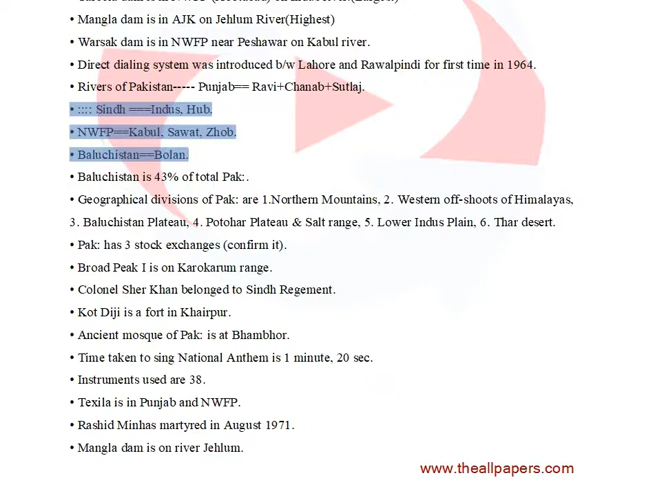 • Mangla dam is in AJK on Jehlum River(Highest)
• Warsak dam is in NWFP near Peshawar on Kabul river.
• Direct dialing system was introduced b/w Lahore and Rawalpindi for first time in 1964.
• Rivers of Pakistan----- Punjab== Ravi+Chanab+Sutlaj.
• :::: Sindh ===Indus, Hub.
• NWFP==Kabul, Sawat, Zhob.
• Baluchistan==Bolan.
• Baluchistan is 43% of total Pak:.
• Geographical divisions of Pak: are 1.Northern Mountains, 2. Western off-shoots of Himalayas,
3. Baluchistan Plateau, 4. Potohar Plateau & Salt range, 5. Lower Indus Plain, 6. Thar desert.
• Pak: has 3 stock exchanges (confirm it).
• Broad Peak I is on Karokarum range.
• Colonel Sher Khan belonged to Sindh Regement.
• Kot Diji is a fort in Khairpur.
• Ancient mosque of Pak: is at Bhambhor.
• Time taken to sing National Anthem is 1 minute, 20 sec.
• Instruments used are 38.
• Texila is in Punjab and NWFP.
• Rashid Minhas martyred in August 1971.
• Mangla dam is on river Jehlum.
www.theallpapers.com